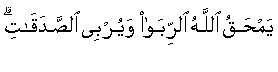 يَمْحَقُ ٱللَّهُ ٱلرِّبَوٰا۟ وَيُرْبِى ٱلصَّدَقَـٰتِ ۗ